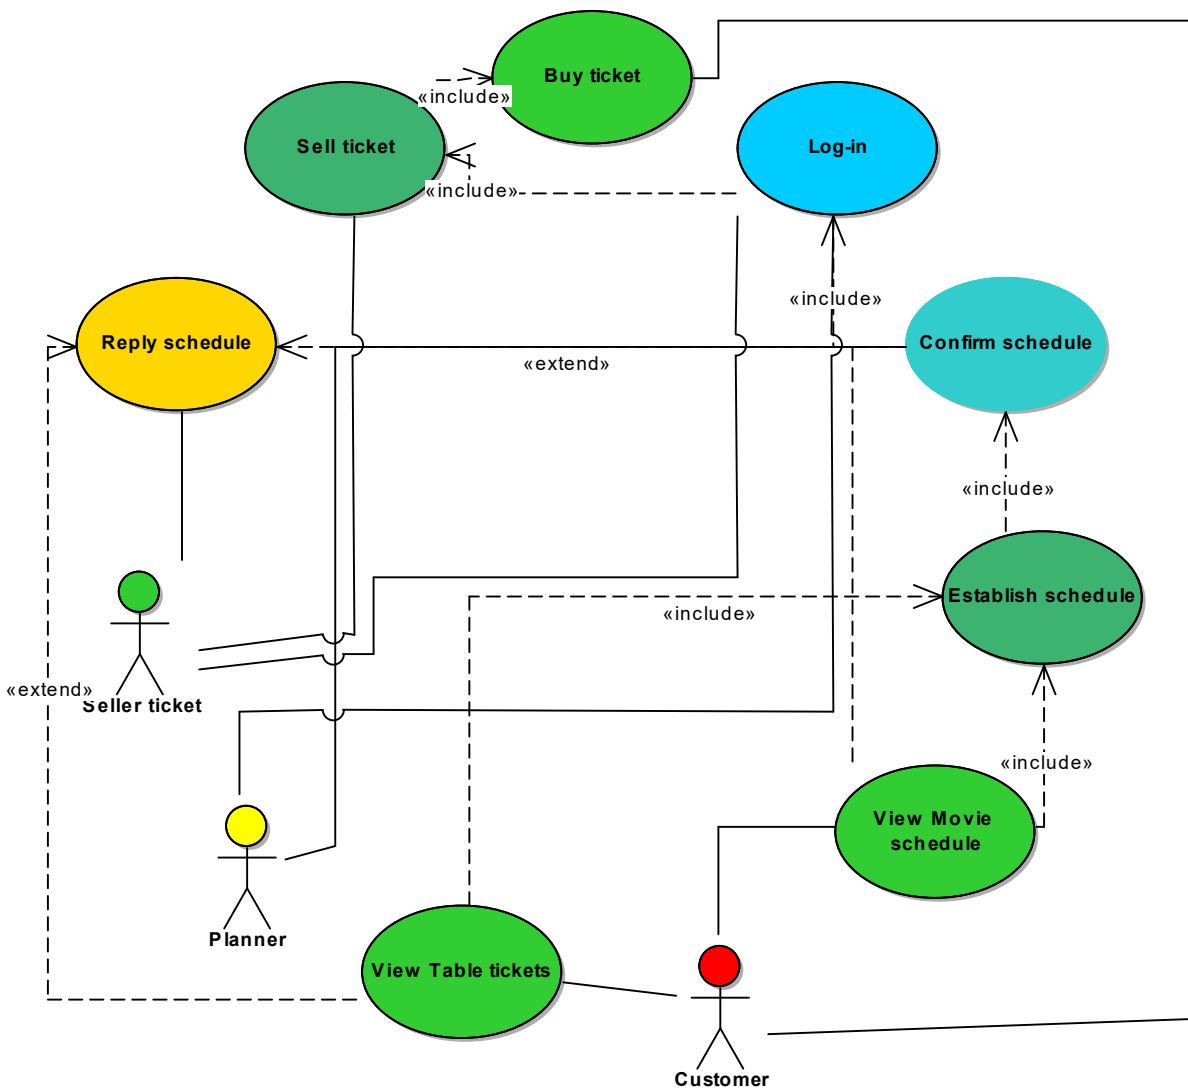 Buy ticket
«include»
Sell ticket
Log-in
«include»
«include»
Reply schedule
Confirm schedule
«extend»
«include»
Establish schedule
«include»
«extend»
Seller ticket
«include»
View Movie
schedule
Planner
View Table tickets
Customer